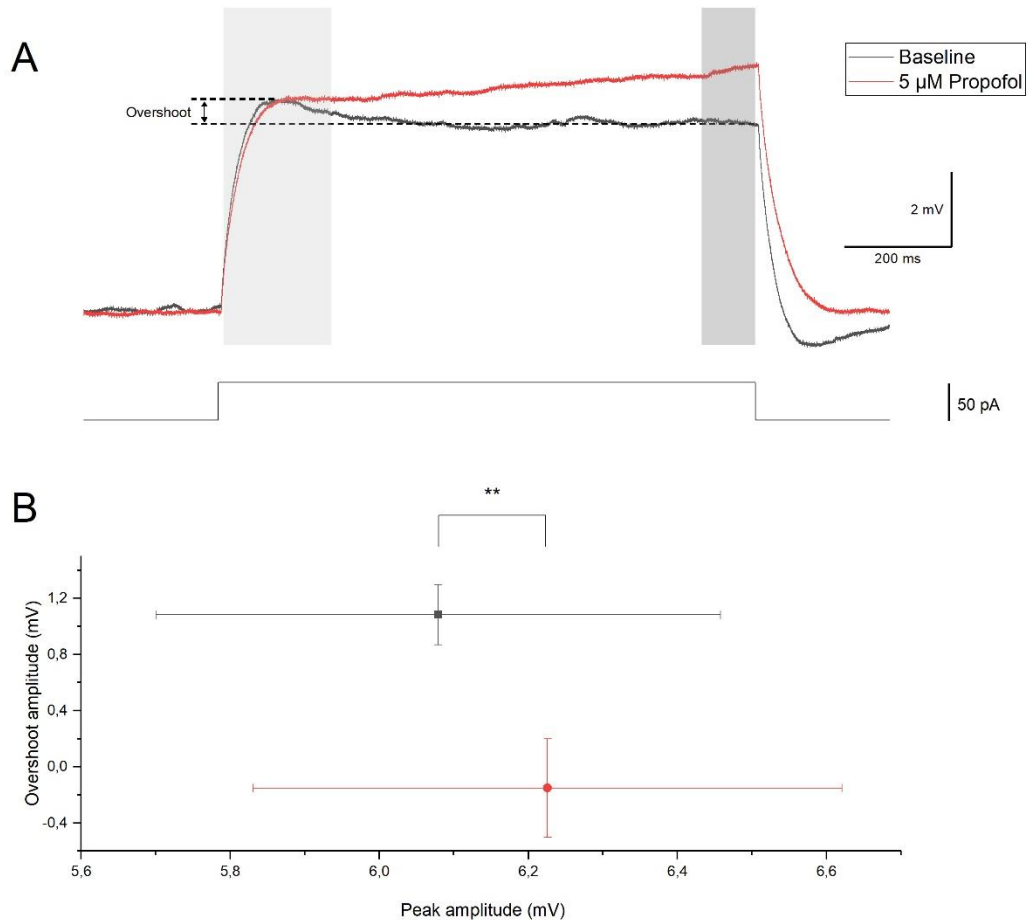 A
Baseline
5 µM Propofol
Overshoot
2 mV
200 ms
50 pA
B
**
1,2
0,8
0,4
0,0
-0,4
Overshoot amplitude (mV)
5,6
5,8
6,0
6,2
6,4
6,6
Peak amplitude (mV)